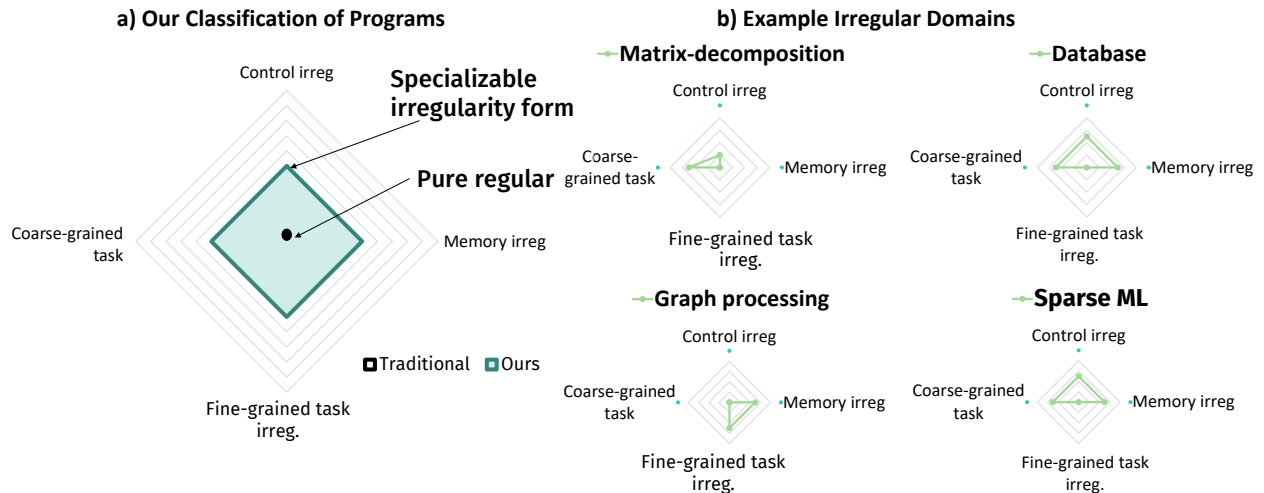 a) Our Classification of Programs
Control irreg
Specializable
irregularity form
Pure regular
Coarse-grained
task
Memory irreg
Traditional
Ours
Fine-grained task
irreg.
b) Example Irregular Domains
Matrix-decomposition
Control irreg
Coarse-
grained task
Memory irreg
Fine-grained task
irreg.
Database
Control irreg
Coarse-grained
task
Memory irreg
Fine-grained task
irreg.
Graph processing
Control irreg
Coarse-grained
task
Memory irreg
Fine-grained task
irreg.
Sparse ML
Control irreg
Coarse-grained
task
Memory irreg
Fine-grained task
irreg.